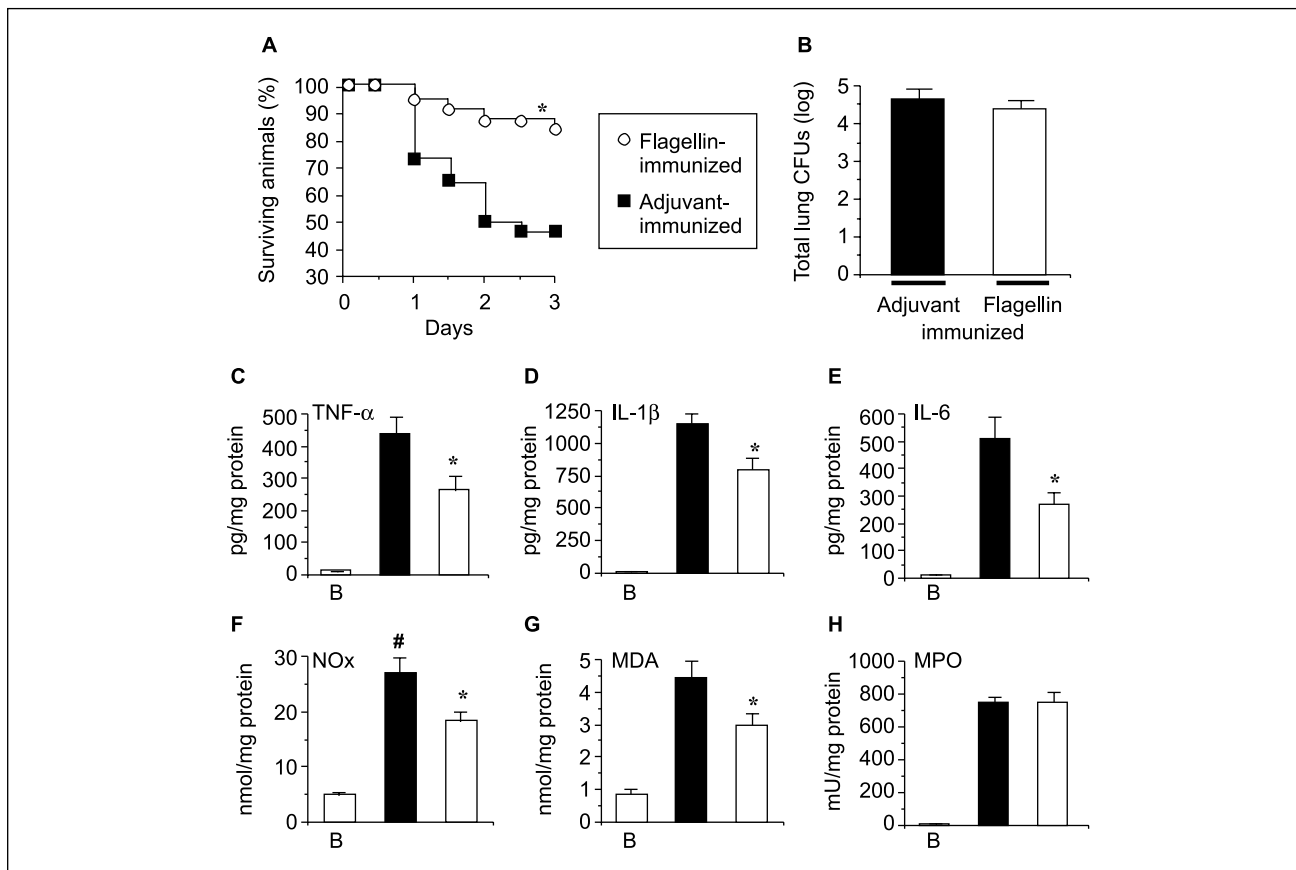 A
Surviving animals (%)
100
90
80
70
60
50
40
30
0
1
2
3
Days
*
Flagellin-
immunized
Adjuvant-
immunized
B
Total lung CFUs (log)
5
4
3
2
1
0
Adjuvant
Flagellin
immunized
C
TNF-α
pg/mg protein
500
400
300
200
100
0
*
B
D
IL-1β
pg/mg protein
1250
1000
750
500
250
0
*
B
E
IL-6
pg/mg protein
600
500
400
300
200
100
0
*
B
F
NOx
nmol/mg protein
30
20
10
0
#
*
B
G
MDA
nmol/mg protein
5
4
3
2
1
0
*
B
H
MPO
mU/mg protein
1000
800
600
400
200
0
B